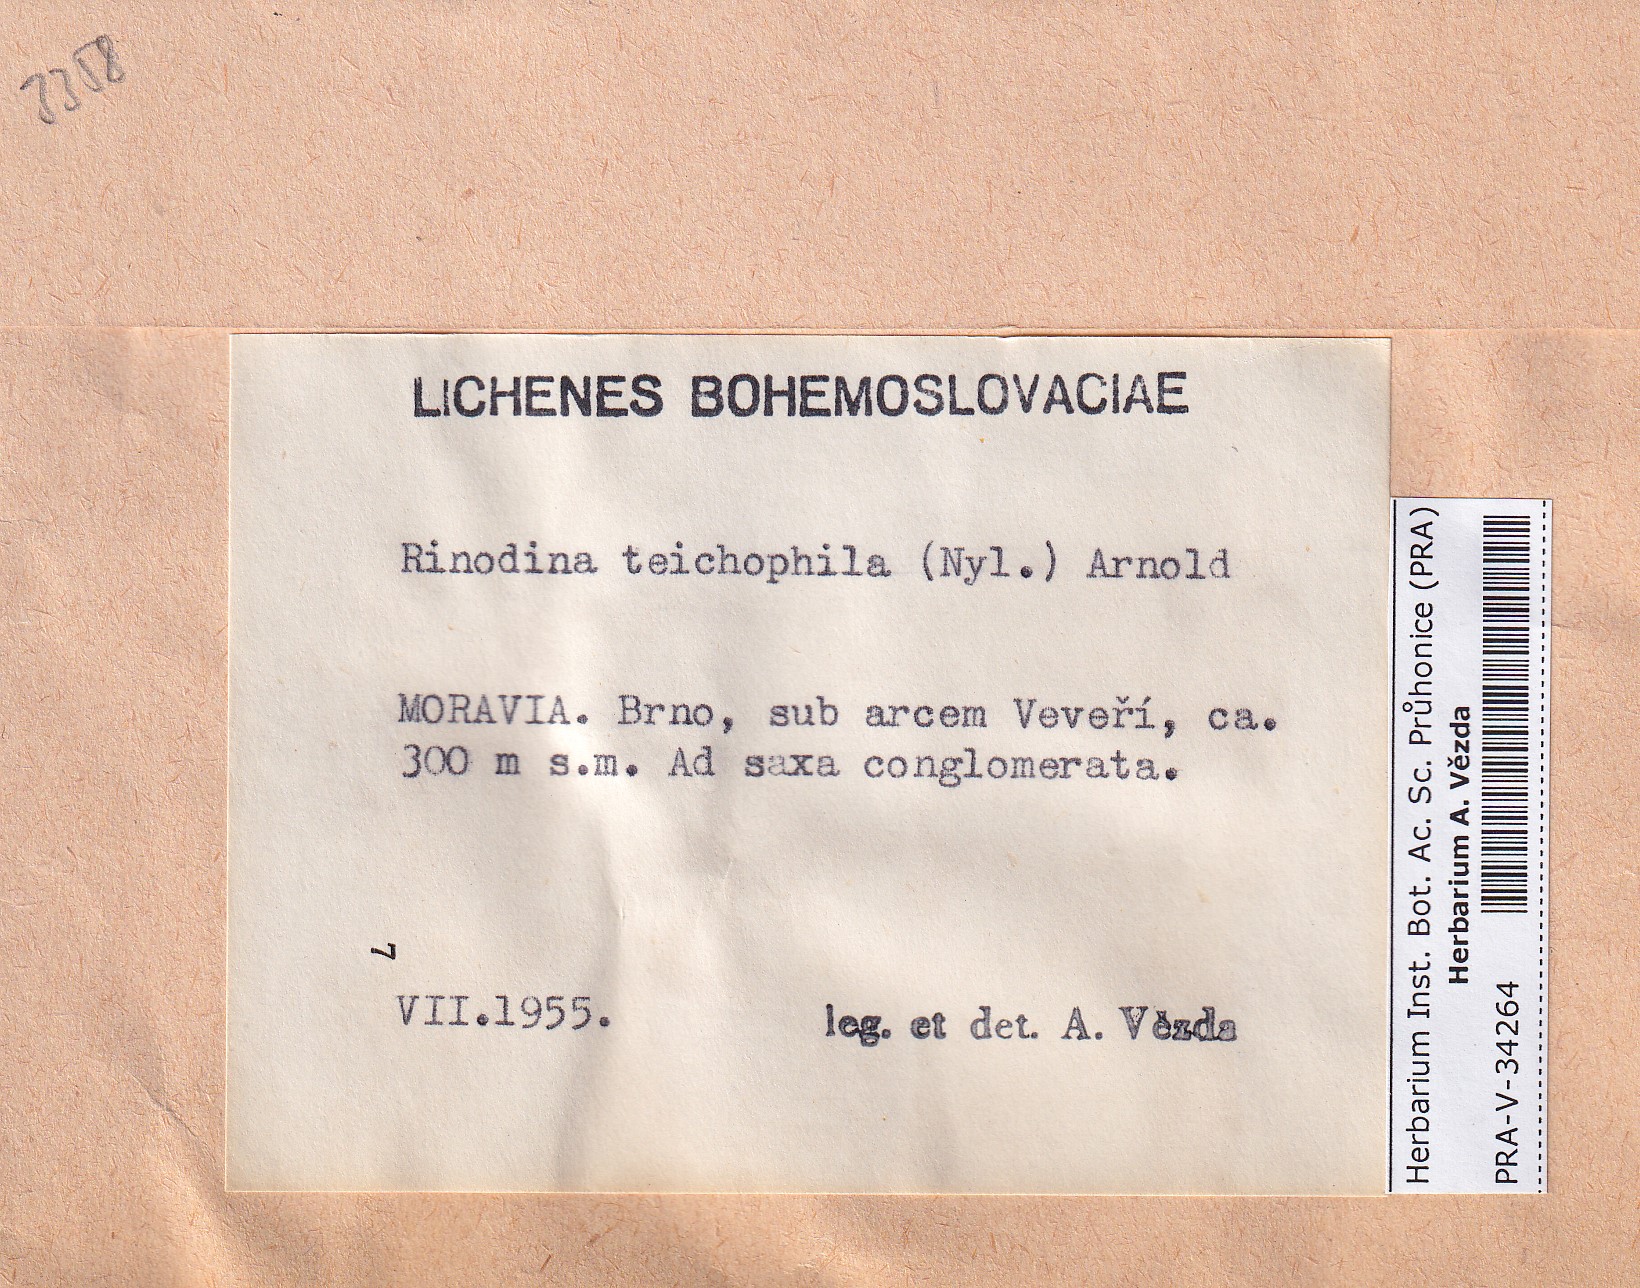 7358
LICHENES BOHEMOSLOVACIAE
Rinodina teichophila (Nyl.) Arnold
MORAVIA. Brno, sub arcem Veveří, ca.
300 m s.m. Ad saxa conglomerata.
7
VII.1955.
leg. et det. A. Vězda
Herbarium Inst. Bot. Ac. Sc. Průhonice (PRA)
Herbarium A. Vězda
PRA-V-34264